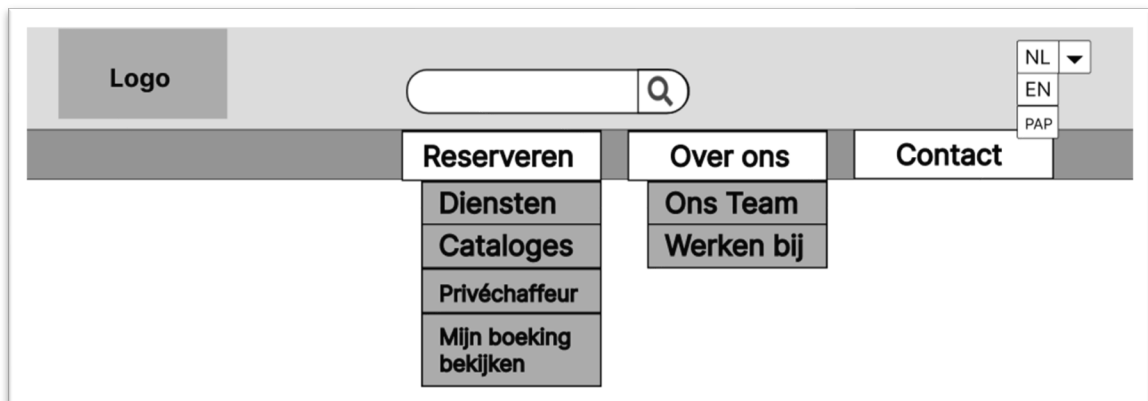 Logo
NL
EN
PAP
Reserveren
Over ons
Contact
Diensten
Cataloges
Privéchaffeur
Mijn boeking
bekijken
Ons Team
Werken bij